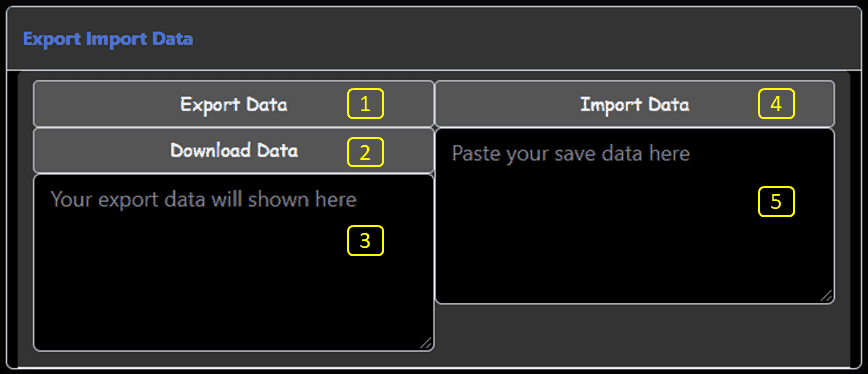 Export Import Data
Export Data 1
Import Data 4
Download Data 2
Paste your save data here
Your export data will shown here
5
3